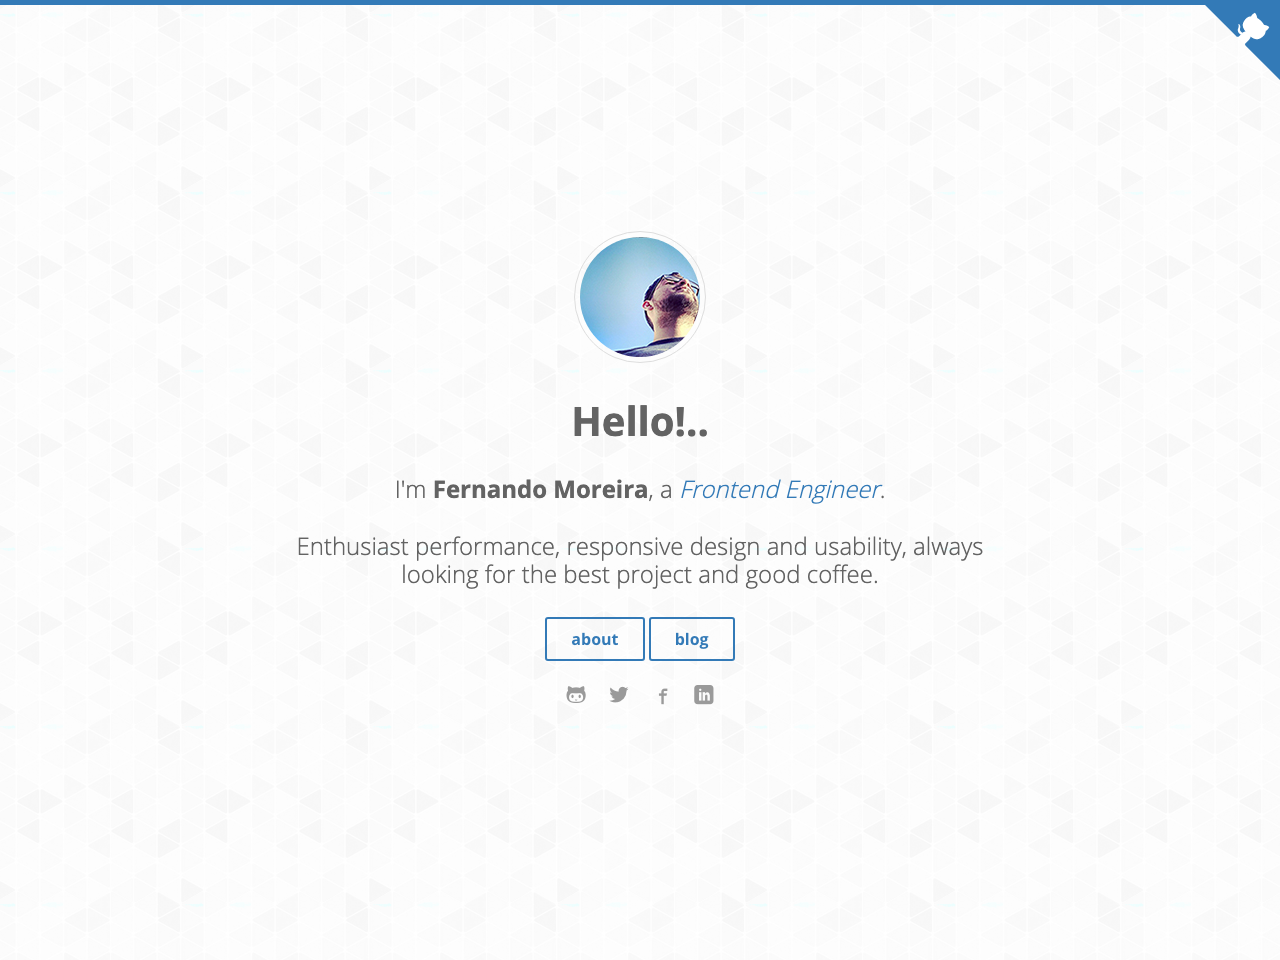 Hello!..
I'm Fernando Moreira, a Frontend Engineer.
Enthusiast performance, responsive design and usability, always
looking for the best project and good coffee.
about blog